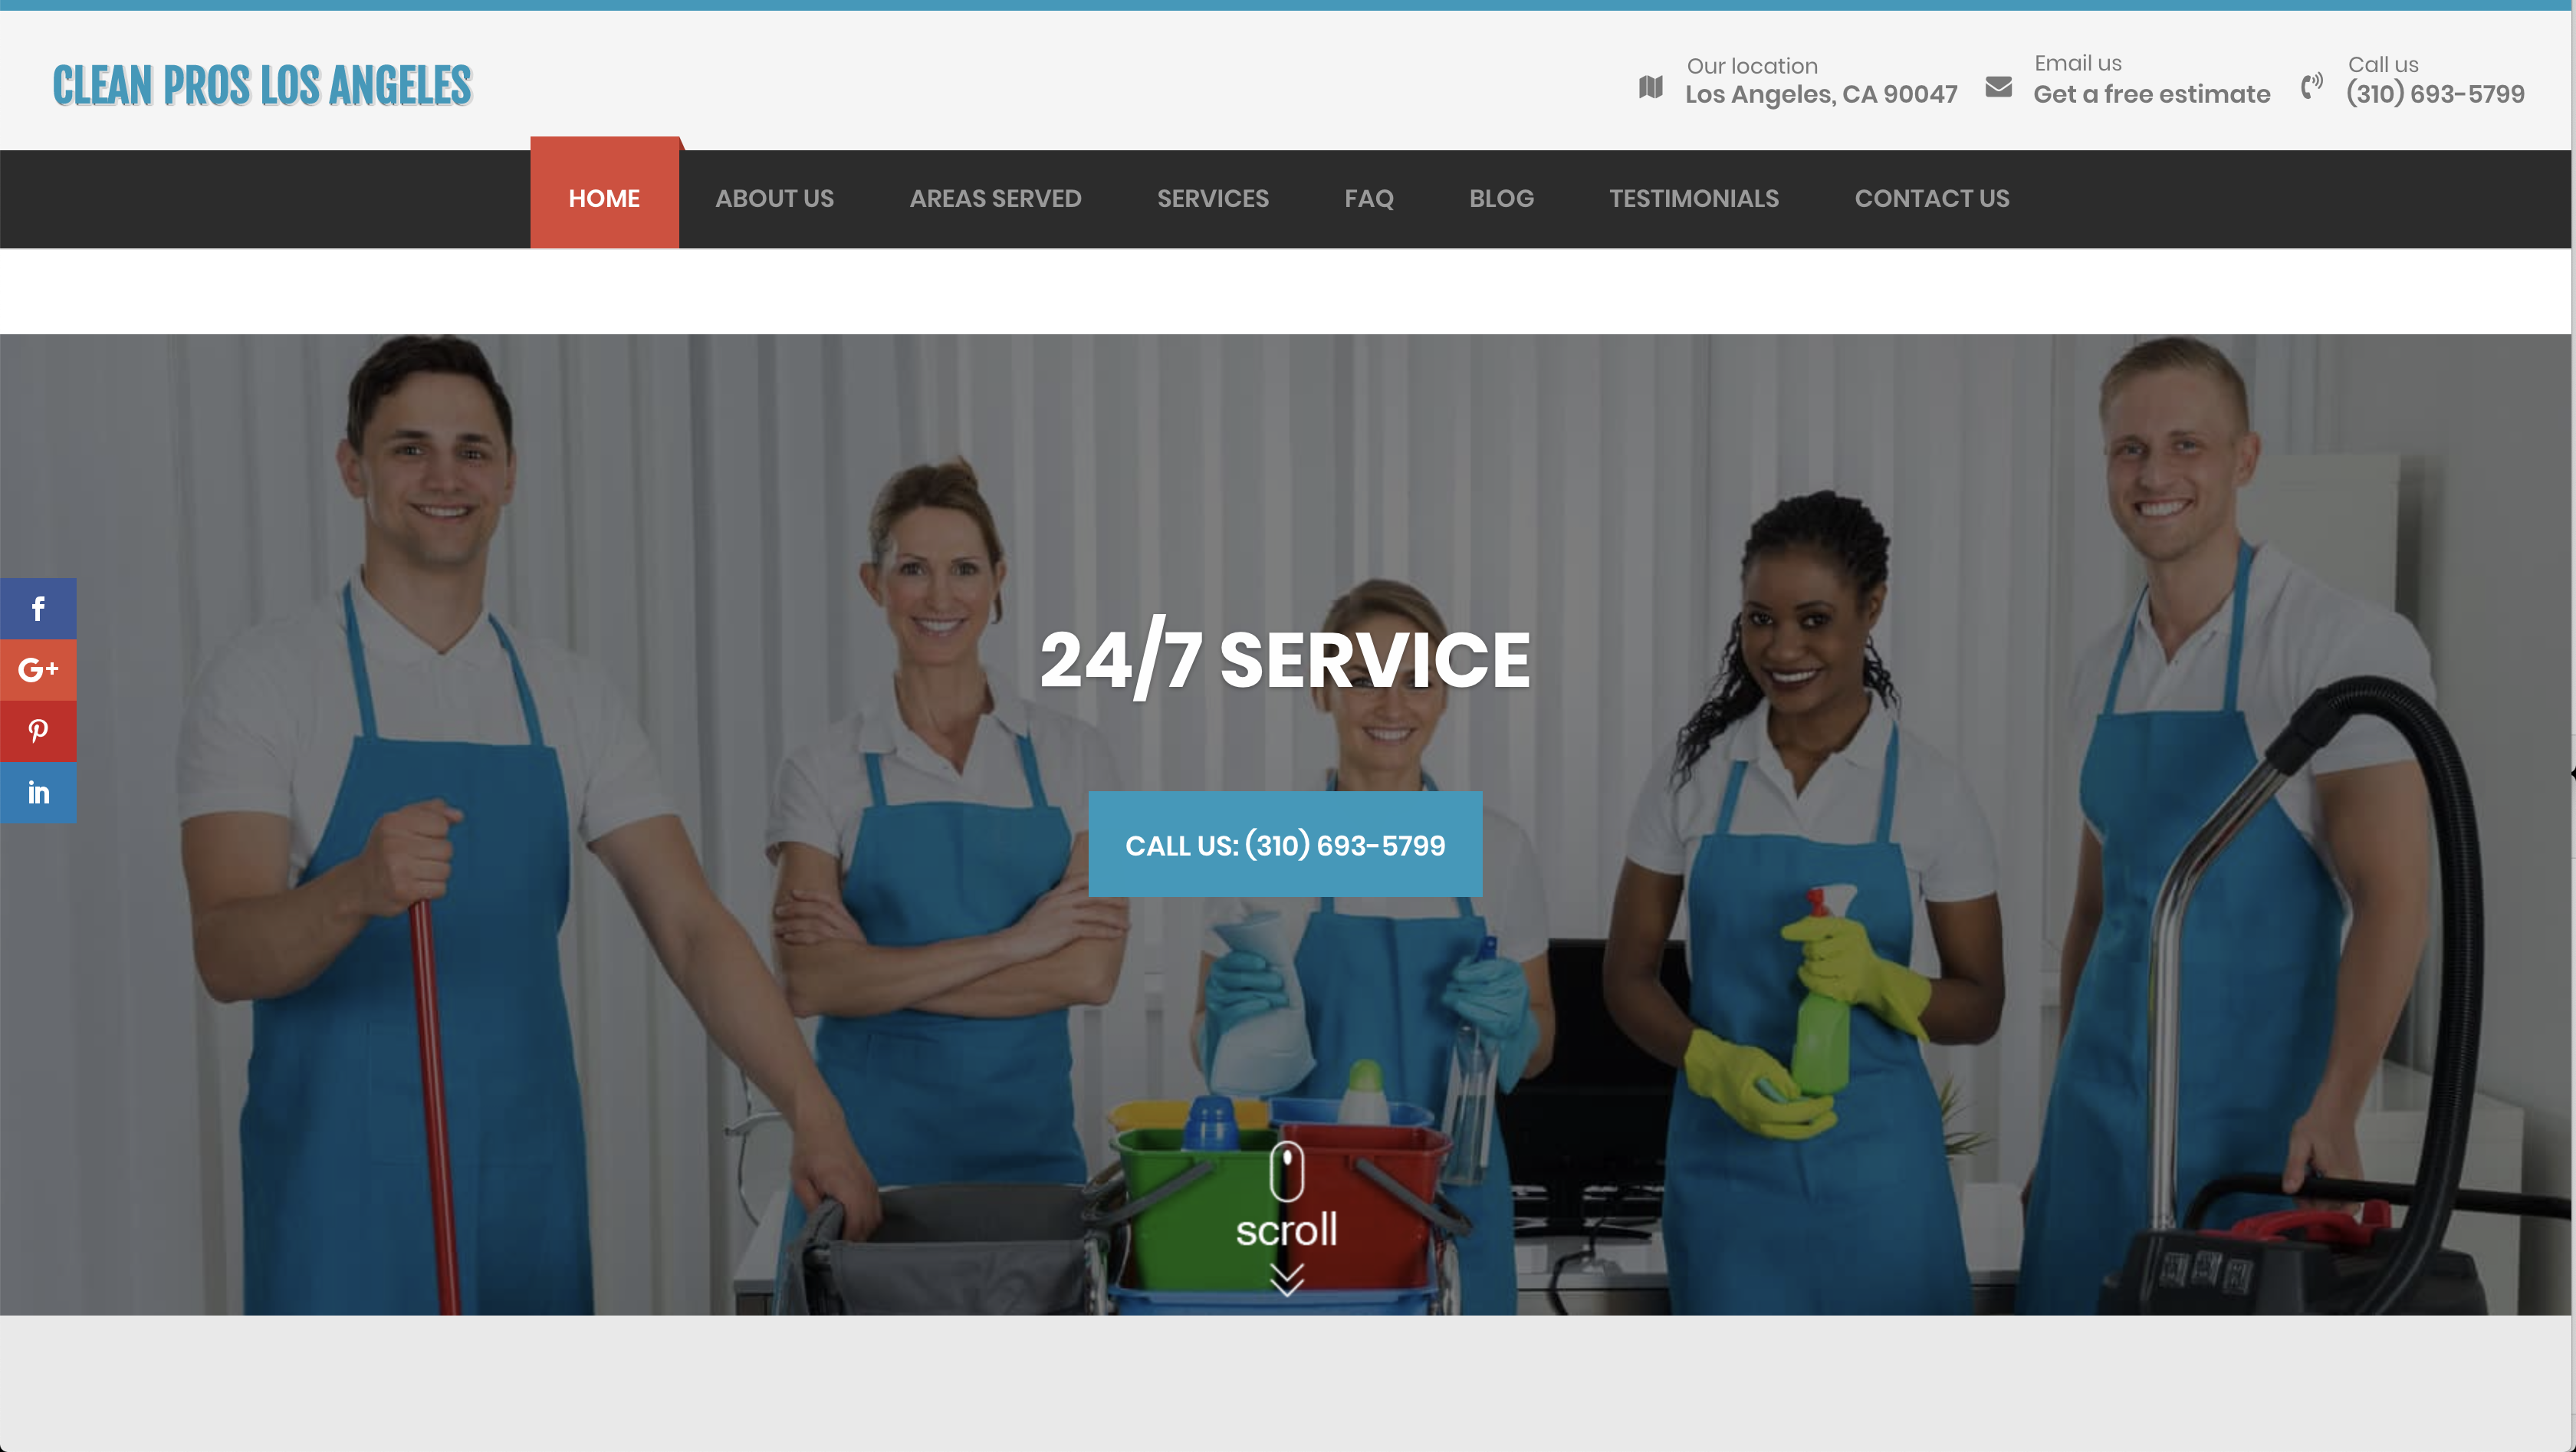 CLEAN PROS LOS ANGELES
Our location
Los Angeles, CA 90047
Email us
Get a free estimate
Call us
(310) 693-5799
HOME
ABOUT US
AREAS SERVED
SERVICES
FAQ
BLOG
TESTIMONIALS
CONTACT US
f
G+
in
24/7 SERVICE
CALL US: (310) 693-5799
scroll